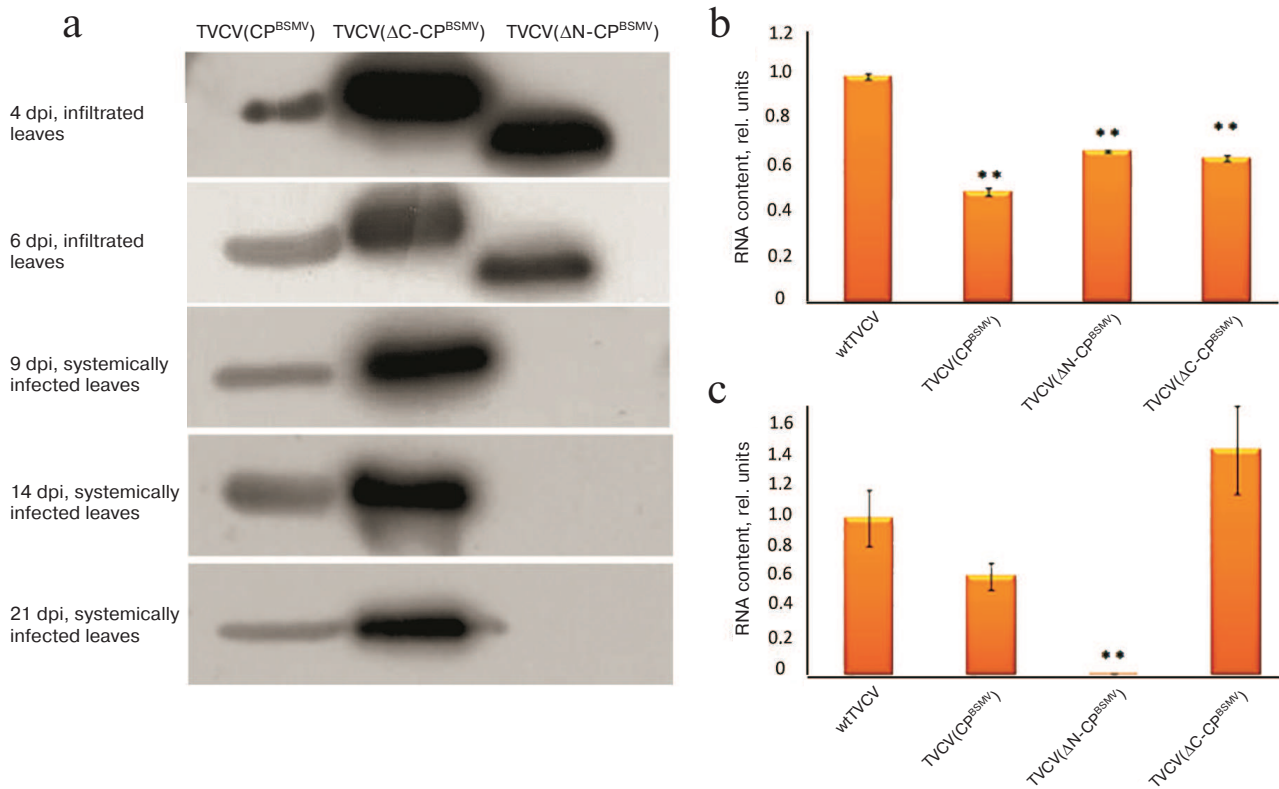 a
TVCV(CP^BSMV) TVCV(ΔC-CP^BSMV) TVCV(ΔN-CP^BSMV)
4 dpi, infiltrated
leaves
6 dpi, infiltrated
leaves
9 dpi, systemically
infected leaves
14 dpi, systemically
infected leaves
21 dpi, systemically
infected leaves
b
RNA content, rel. units
1.2
1.0
0.8
0.6
0.4
0.2
0
**
**
**
wtTVCV
TVCV(CP^BSMV)
TVCV(ΔN-CP^BSMV)
TVCV(ΔC-CP^BSMV)
c
RNA content, rel. units
1.6
1.4
1.2
1.0
0.8
0.6
0.4
0.2
0
**
wtTVCV
TVCV(CP^BSMV)
TVCV(ΔN-CP^BSMV)
TVCV(ΔC-CP^BSMV)